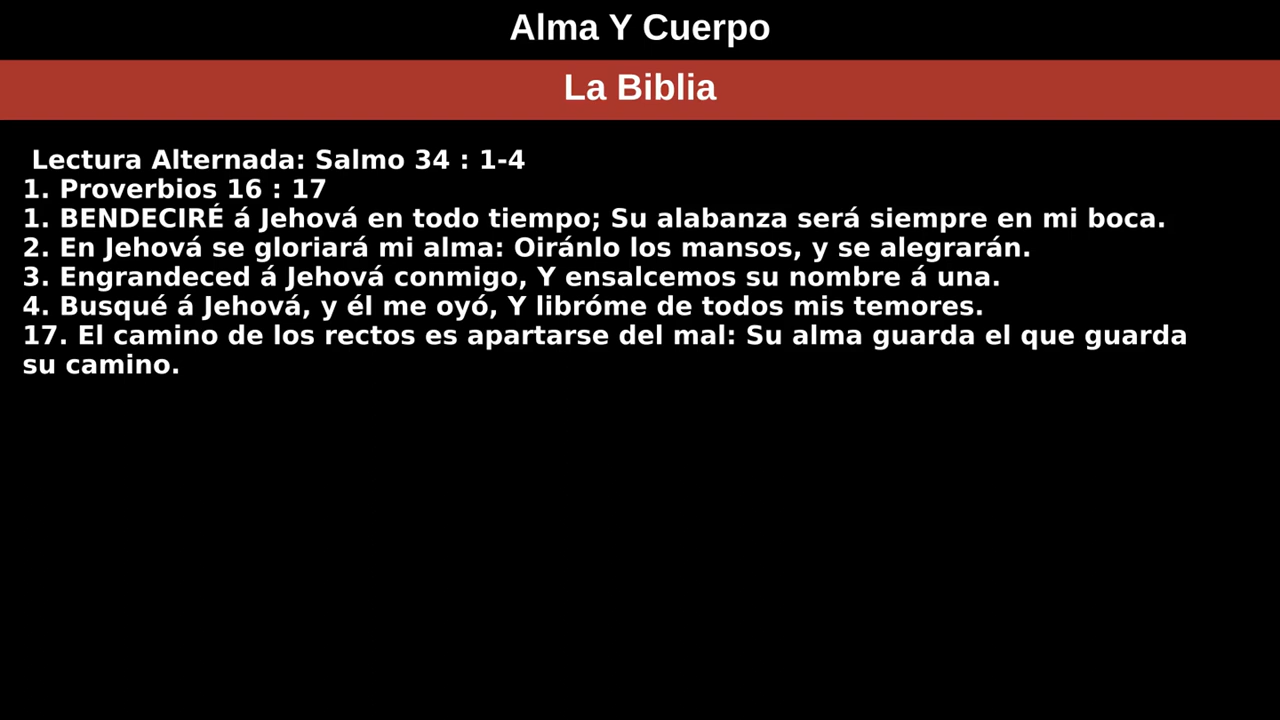 Alma Y Cuerpo
La Biblia
Lectura Alternada: Salmo 34 : 1-4
1. Proverbios 16 : 17
1. BENDECIRÉ á Jehová en todo tiempo; Su alabanza será siempre en mi boca.
2. En Jehová se gloriará mi alma: Oiránlo los mansos, y se alegrarán.
3. Engrandeced á Jehová conmigo, Y ensalcemos su nombre á una.
4. Busqué á Jehová, y él me oyó, Y libróme de todos mis temores.
17. El camino de los rectos es apartarse del mal: Su alma guarda el que guarda
su camino.